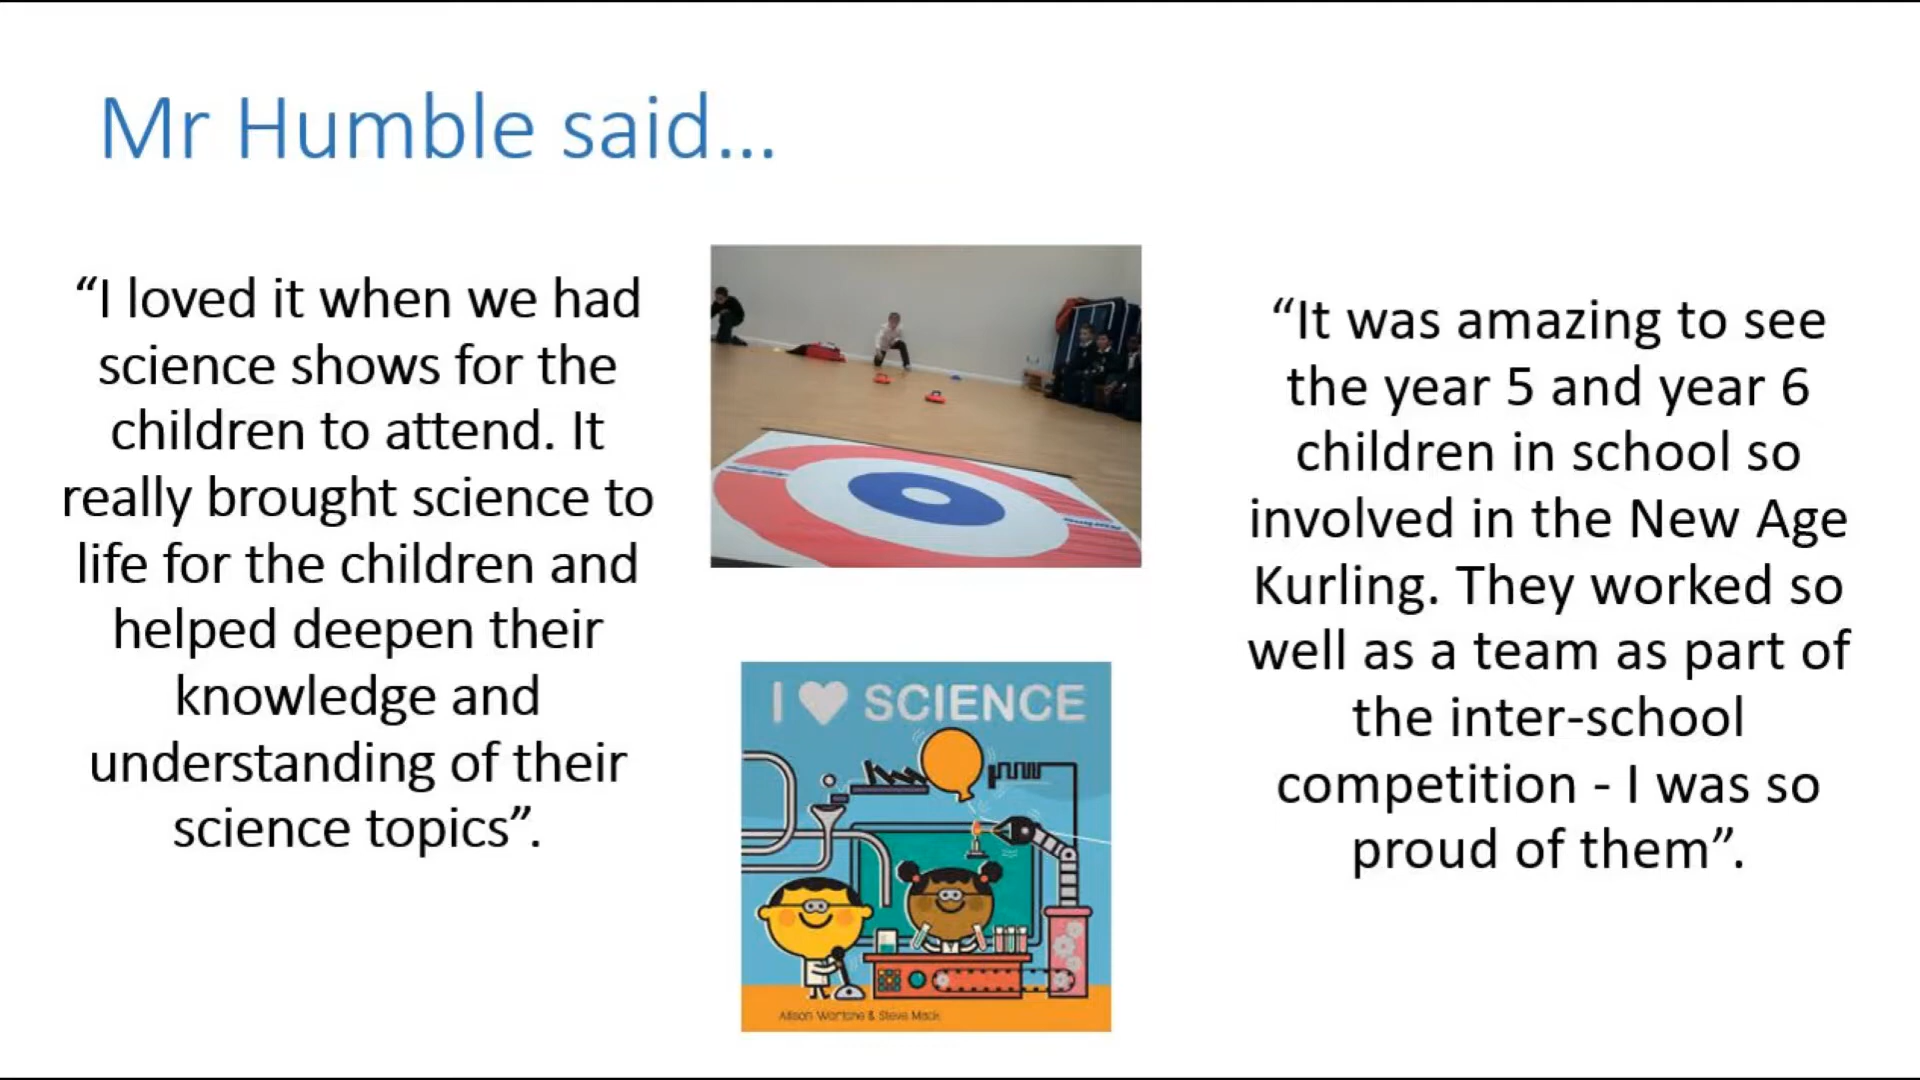 Mr Humble said...
“I loved it when we had
science shows for the
children to attend. It
really brought science to
life for the children and
helped deepen their
knowledge and
understanding of their
science topics”.
I ♥ SCIENCE
“It was amazing to see
the year 5 and year 6
children in school so
involved in the New Age
Kurling. They worked so
well as a team as part of
the inter-school
competition - I was so
proud of them”.